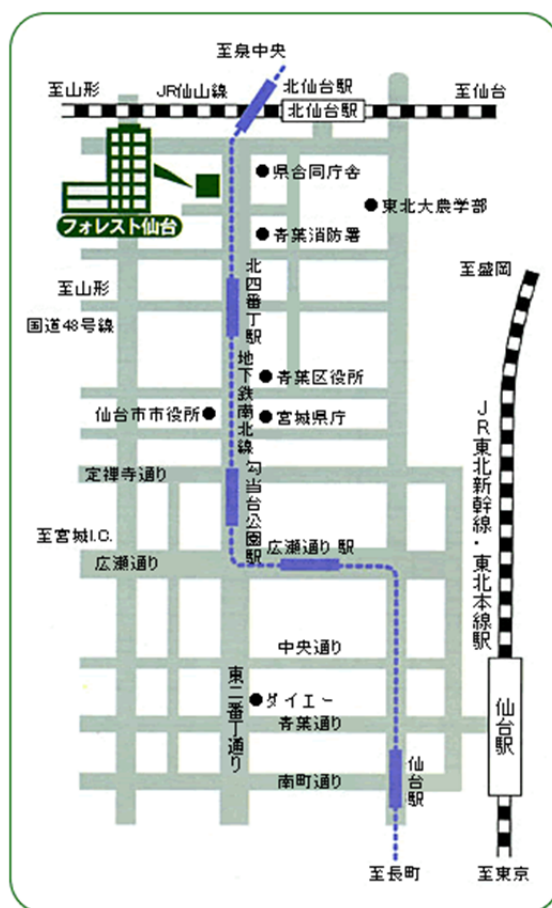 至泉中央
至山形
JR仙山線
北仙台駅
北仙台駅
至仙台
県合同庁舎
東北大農学部
フォレスト仙台
青葉消防署
北四番丁駅
至盛岡
至山形
国道48号線
地下鉄南北線
青葉区役所
仙台市市役所
宮城県庁
JR東北新幹線・東北本線駅
定禅寺通り
勾当台公園駅
至宮城I.C.
広瀬通り 駅
広瀬通り
中央通り
東二番丁通り
ダイエー
青葉通り
仙台駅
仙台駅
南町通り
至長町
至東京